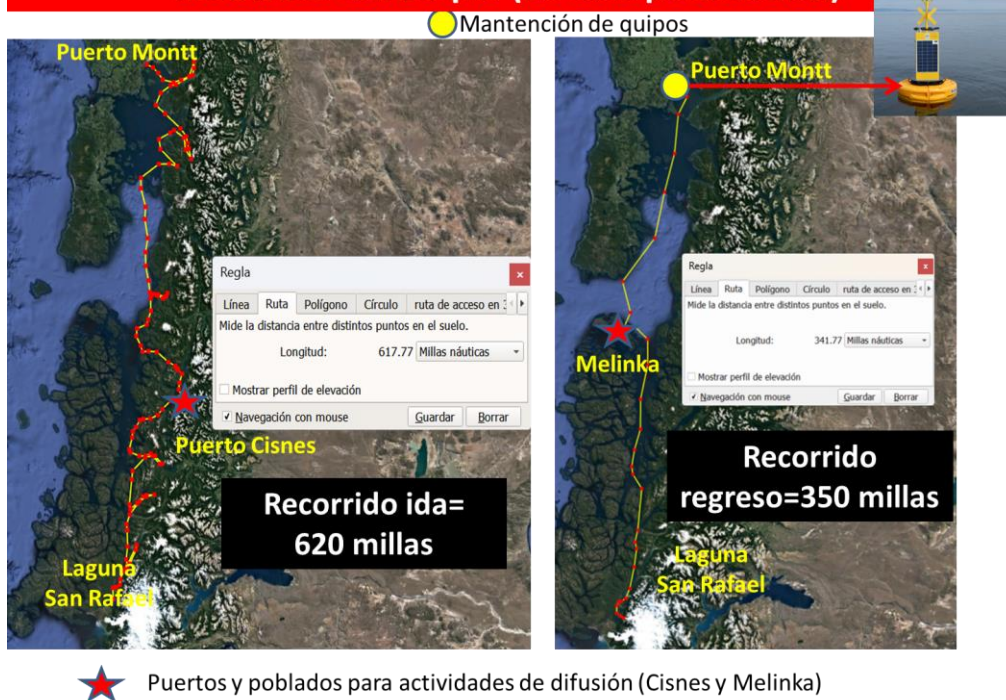 Mantención de quipos
Puerto Montt
Regla
Línea Ruta Polígono Círculo ruta de acceso en
Mide la distancia entre distintos puntos en el suelo.
Longitud: 617.77 Millas náuticas
Mostrar perfil de elevación
Navegación con mouse Guardar Borrar
Puerto Cisnes
Recorrido ida=
620 millas
Laguna
San Rafael
Puerto Montt
Regla
Línea Ruta Polígono Círculo ruta de acceso en
Mide la distancia entre distintos puntos en el suelo.
Longitud: 341.77 Millas náuticas
Mostrar perfil de elevación
Navegación con mouse Guardar Borrar
Melinka
Recorrido
regreso=350 millas
Laguna
San Rafael
Puertos y poblados para actividades de difusión (Cisnes y Melinka)